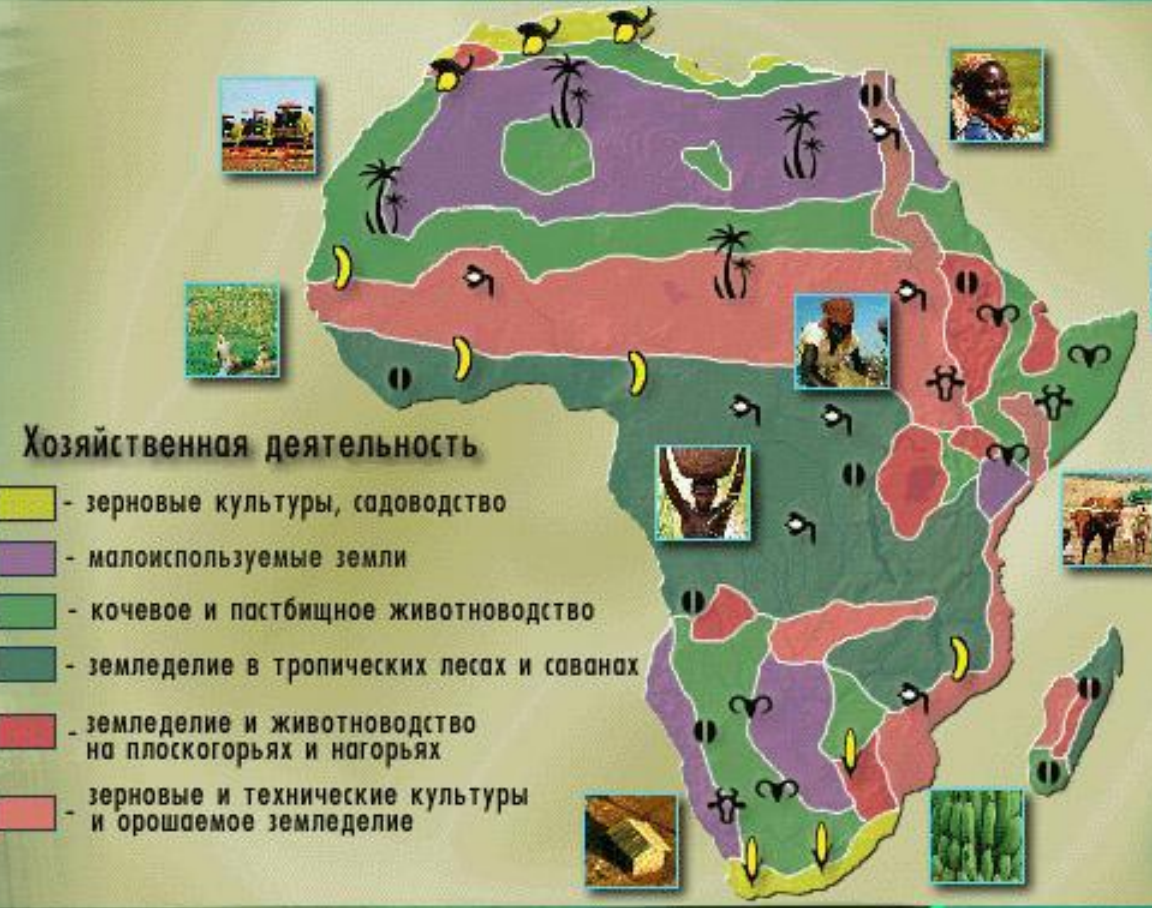 Хозяйственная деятельность
- зерновые культуры, садоводство
- малоиспользуемые земли
- кочевое и пастбищное животноводство
- земледелие в тропических лесах и саванах
- земледелие и животноводство
на плоскогорьях и нагорьях
- зерновые и технические культуры
и орошаемое земледелие